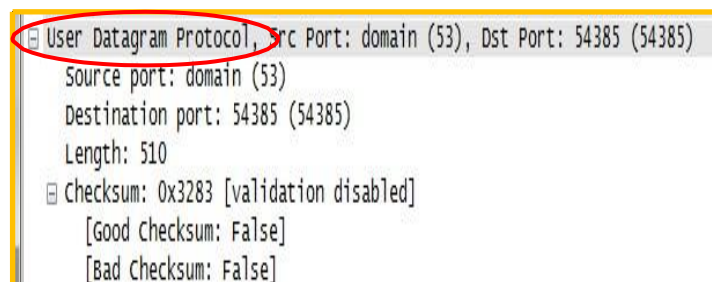 User Datagram Protocol, Src Port: domain (53), Dst Port: 54385 (54385)
Source port: domain (53)
Destination port: 54385 (54385)
Length: 510
Checksum: 0x3283 [validation disabled]
[Good Checksum: False]
[Bad Checksum: False]